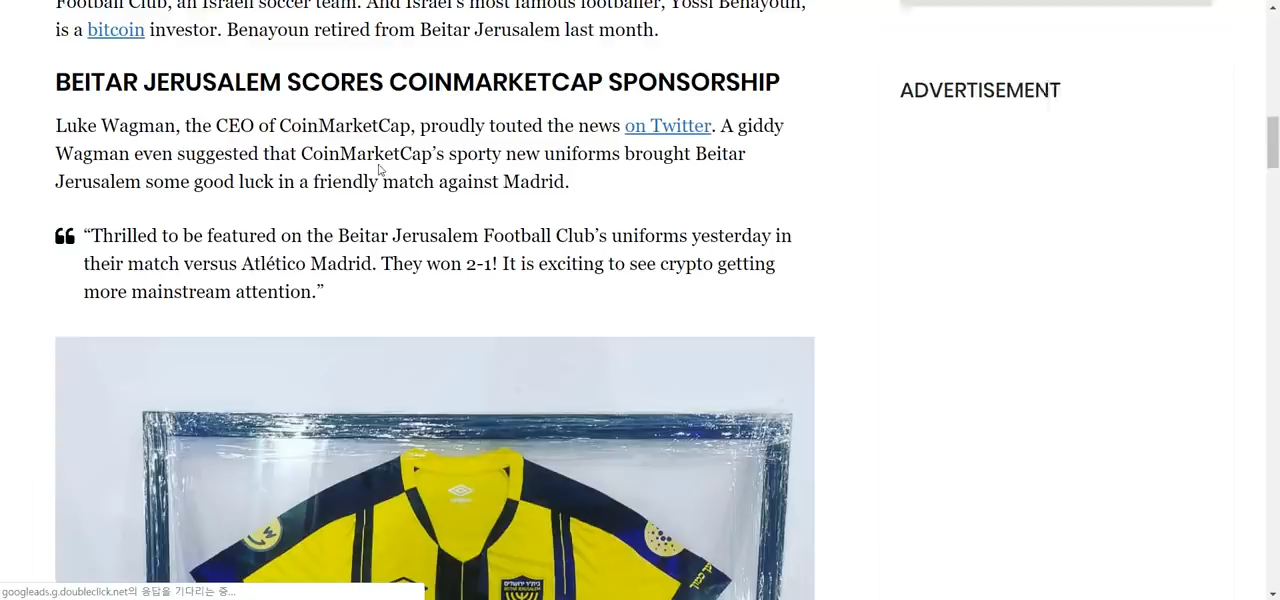 Football Club, an Israeli soccer team. And Israel's most famous footballer, Yossi Benayoun,
is a bitcoin investor. Benayoun retired from Beitar Jerusalem last month.
BEITAR JERUSALEM SCORES COINMARKETCAP SPONSORSHIP
ADVERTISEMENT
Luke Wagman, the CEO of CoinMarketCap, proudly touted the news on Twitter. A giddy
Wagman even suggested that CoinMarketCap’s sporty new uniforms brought Beitar
Jerusalem some good luck in a friendly match against Madrid.
“Thrilled to be featured on the Beitar Jerusalem Football Club’s uniforms yesterday in
their match versus Atlético Madrid. They won 2-1! It is exciting to see crypto getting
more mainstream attention.”
googleads.g.doubleclick.net의 응답을 기다리는 중...